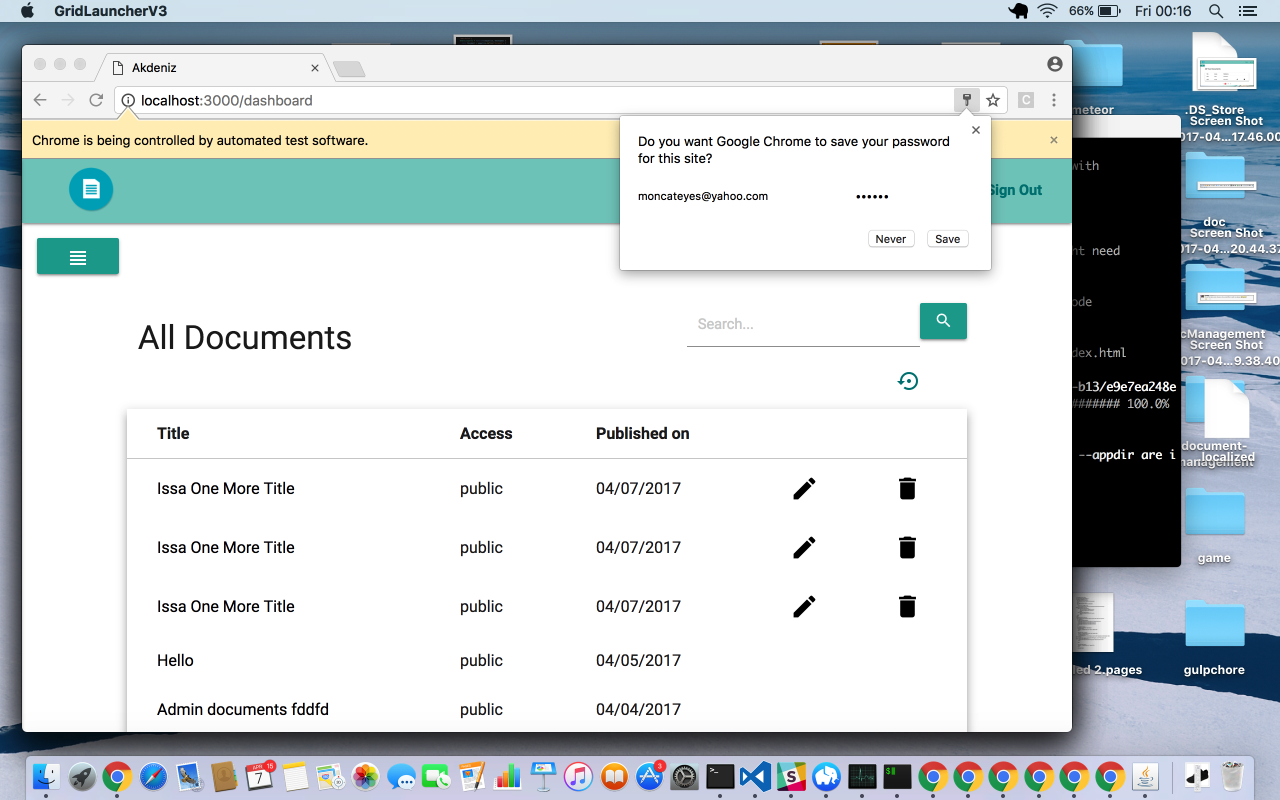 GridLauncherV3
66%
Fri 00:16
Akdeniz
localhost:3000/dashboard
C
Chrome is being controlled by automated test software.
Do you want Google Chrome to save your password
for this site?
moncateyes@yahoo.com
••••••
Never
Save
Sign Out
All Documents
Search...
Title Access Published on
Issa One More Title public 04/07/2017
Issa One More Title public 04/07/2017
Issa One More Title public 04/07/2017
Hello public 04/05/2017
Admin documents fddfd public 04/04/2017
with
nt need
ode
dex.html
-b13/e9e7ea248e
####### 100.0%
--appdir are i
meteor
.DS_Store
Screen Shot
017-04...17.46.00
doc
Screen Shot
017-04...20.44.37
cManagement
Screen Shot
017-04...9.38.40
document-
management
.localized
game
led 2.pages
gulpchore
APR
7
15
3